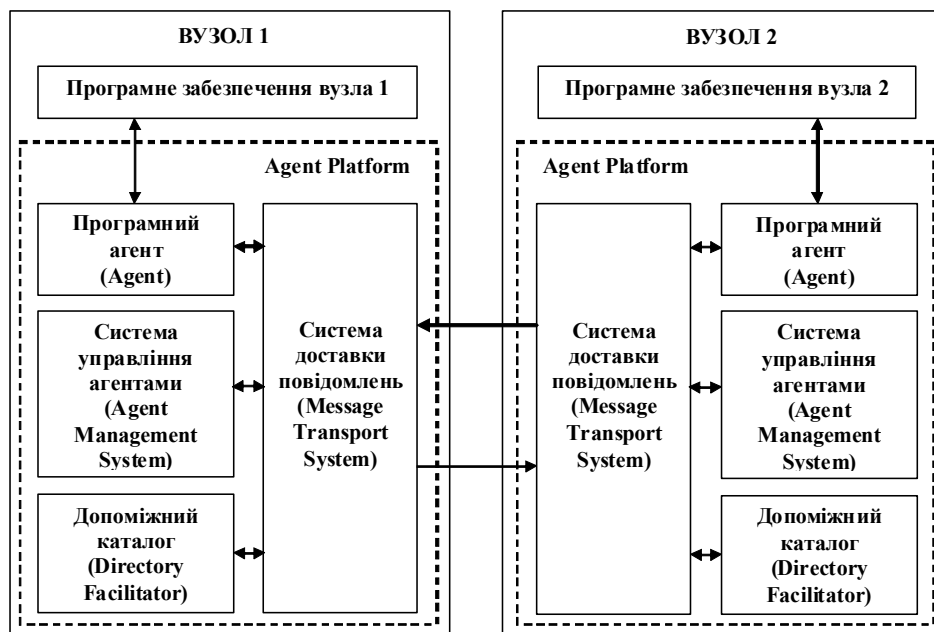 ВУЗОЛ 1
Програмне забезпечення вузла 1
Agent Platform
Програмний
агент
(Agent)
Система
управління
агентами
(Agent
Management
System)
Допоміжний
каталог
(Directory
Facilitator)
Система
доставки
повідомлень
(Message
Transport
System)
ВУЗОЛ 2
Програмне забезпечення вузла 2
Agent Platform
Система
доставки
повідомлень
(Message
Transport
System)
Програмний
агент
(Agent)
Система
управління
агентами
(Agent
Management
System)
Допоміжний
каталог
(Directory
Facilitator)